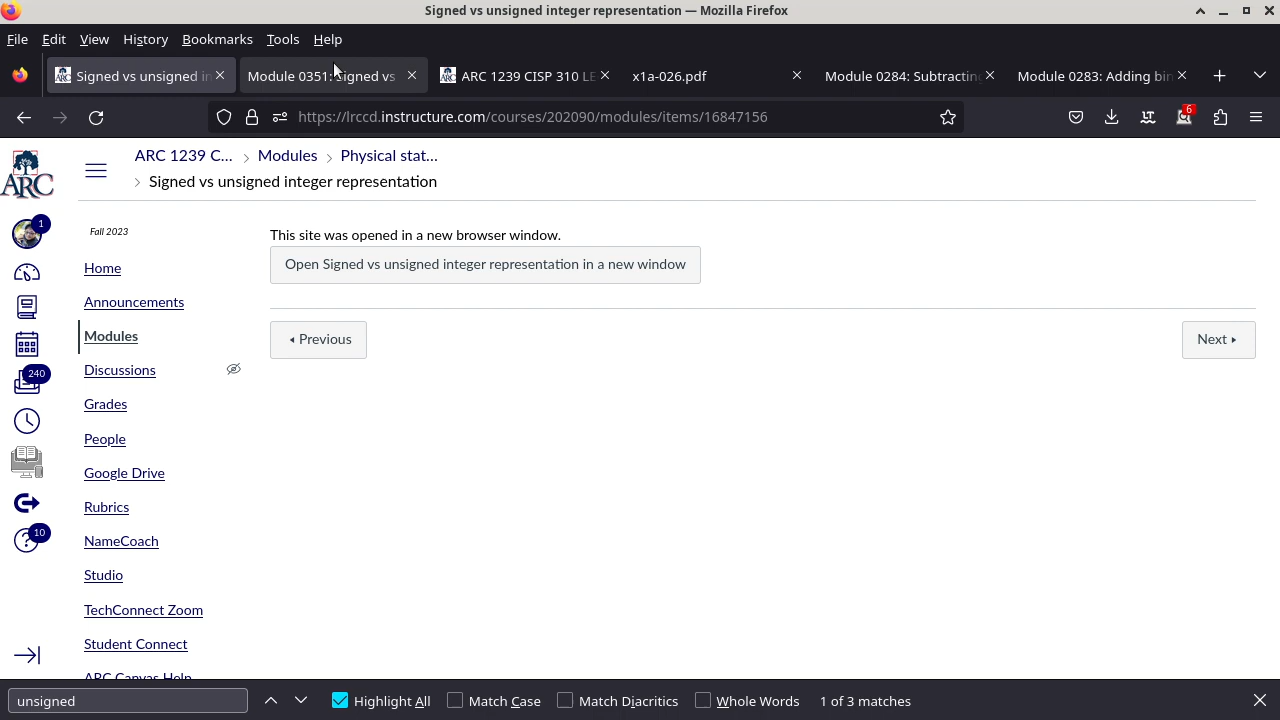 Signed vs unsigned integer representation — Mozilla Firefox
File Edit View History Bookmarks Tools Help
Signed vs unsigned in
Module 0351: Signed vs
ARC 1239 CISP 310 LE
x1a-026.pdf
Module 0284: Subtractin
Module 0283: Adding bin
https://lrccd.instructure.com/courses/202090/modules/items/16847156
6
ARC
ARC 1239 C... Modules Physical stat...
Signed vs unsigned integer representation
1
Fall 2023
This site was opened in a new browser window.
Open Signed vs unsigned integer representation in a new window
Home
Announcements
Modules
Previous
Next
Discussions
240
Grades
People
Google Drive
Rubrics
10
NameCoach
Studio
TechConnect Zoom
Student Connect
ARC Canvas Help
unsigned
Highlight All Match Case Match Diacritics Whole Words 1 of 3 matches